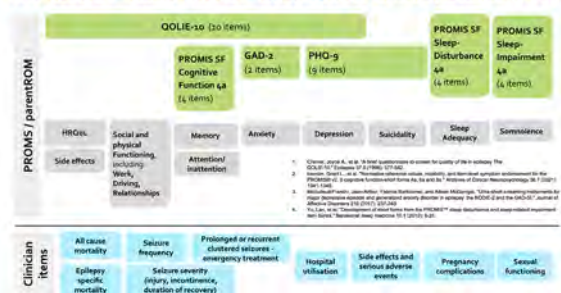 QOLIE-10 (10 items)
PROMIS SF
Cognitive
Function 4a
(4 items)
GAD-2
(2 items)
PHQ-9
(9 items)
PROMIS SF
Sleep-
Disturbance
4a
(4 items)
PROMIS SF
Sleep-
Impairment
4a
(4 items)
PROMS / parentROM
HRQoL
Side effects
Social and
physical
Functioning,
including
Work,
Driving,
Relationships
Memory
Attention/
inattention
Anxiety
Depression
Suicidality
Sleep
Adequacy
Somnolence
Clinician
items
All cause
mortality
Epilepsy
specific
mortality
Seizure
frequency
Prolonged or recurrent
clustered seizures -
emergency treatment
Seizure severity
(injury, incontinence,
duration of recovery)
Hospital
utilisation
Side effects and
serious adverse
events
Pregnancy
complications
Sexual
functioning